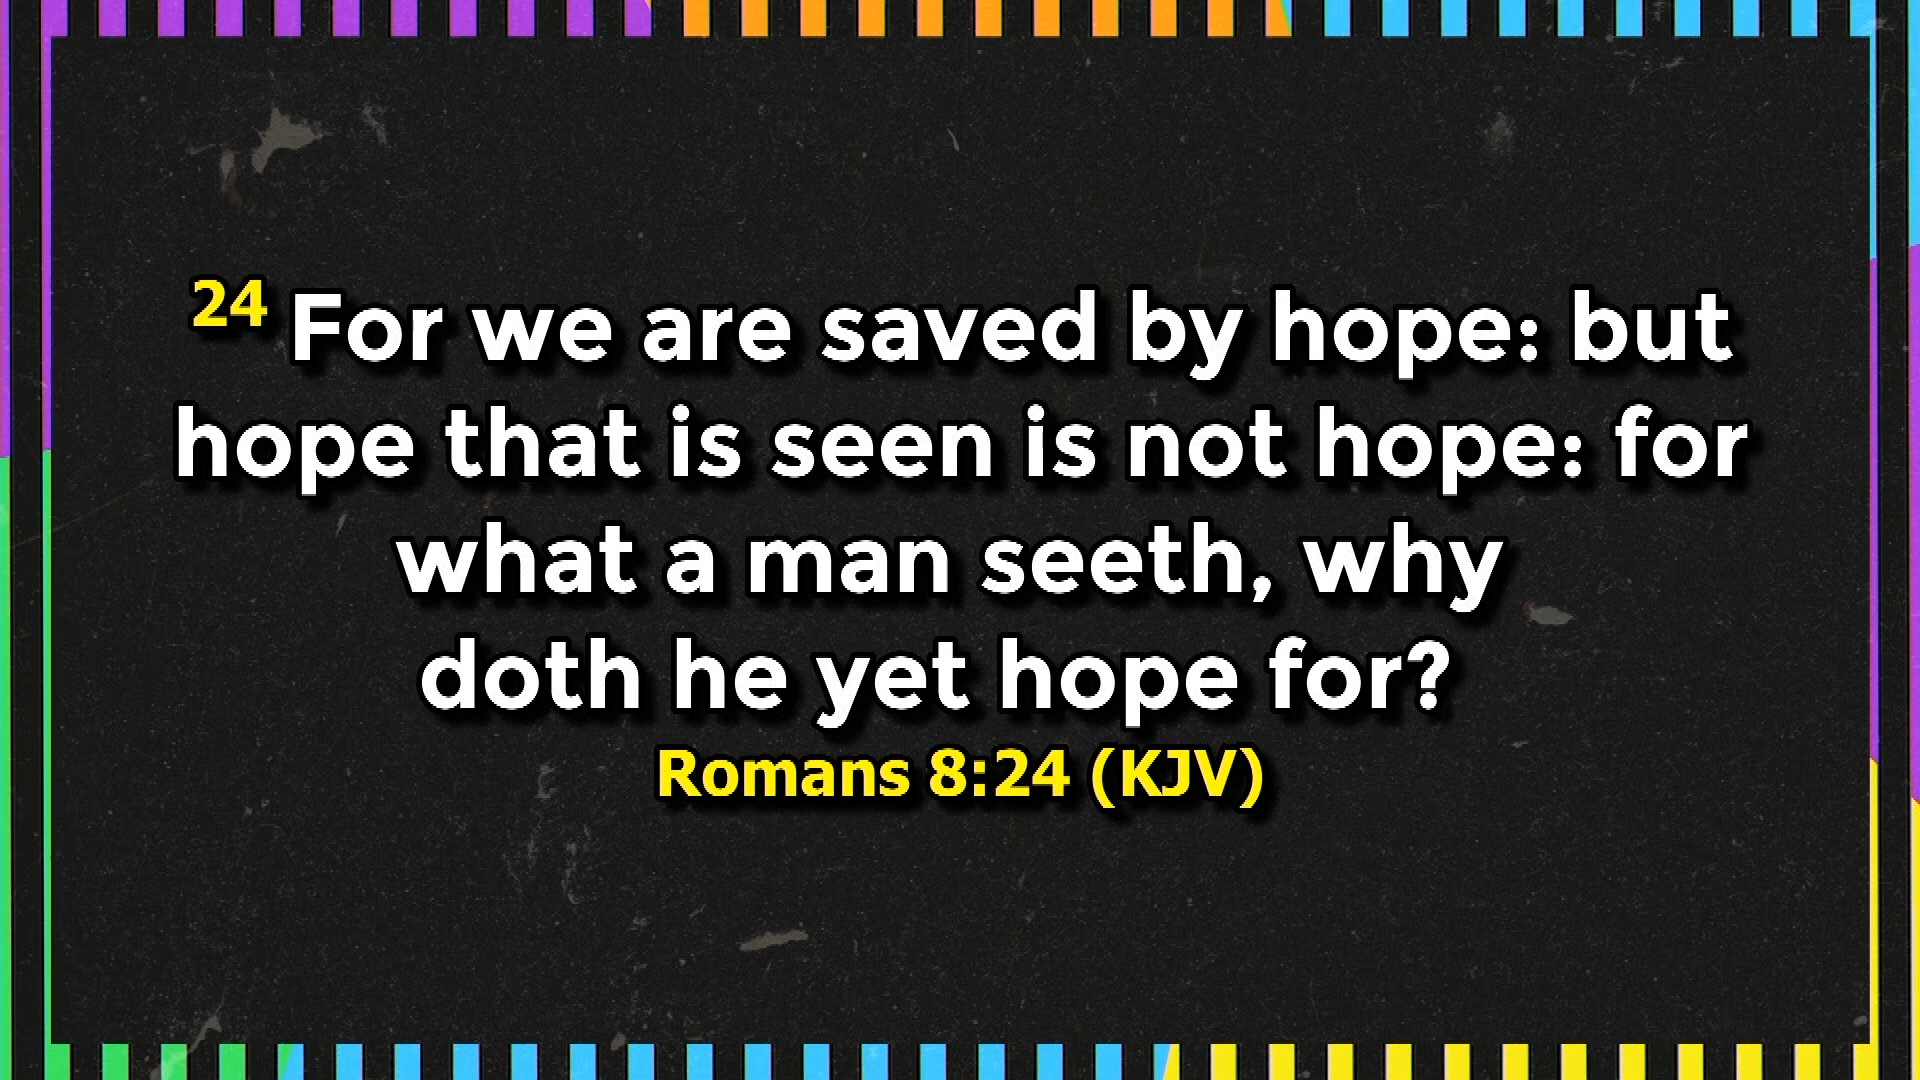 24 For we are saved by hope: but
hope that is seen is not hope: for
what a man seeth, why
doth he yet hope for?
Romans 8:24 (KJV)